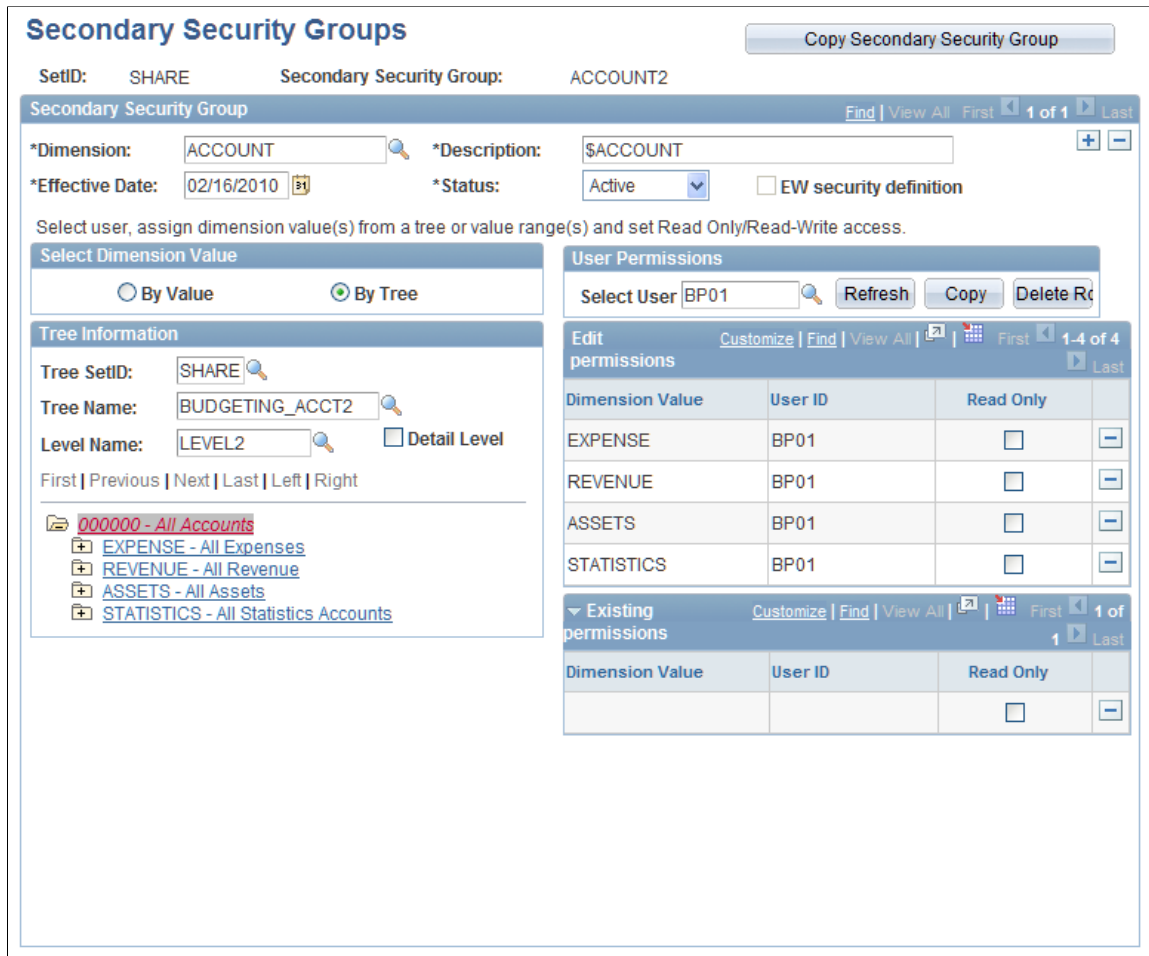 Secondary Security Groups
Copy Secondary Security Group
SetID: SHARE Secondary Security Group: ACCOUNT2
Secondary Security Group Find | View All First 1 of 1 Last
*Dimension: ACCOUNT *Description: $ACCOUNT
*Effective Date: 02/16/2010 31 *Status: Active EW security definition
Select user, assign dimension value(s) from a tree or value range(s) and set Read Only/Read-Write access.
Select Dimension Value
By Value By Tree
User Permissions
Select User BP01 Refresh Copy Delete Ro
Tree Information
Tree SetID: SHARE
Tree Name: BUDGETING_ACCT2
Level Name: LEVEL2 Detail Level
First | Previous | Next | Last | Left | Right
000000 - All Accounts
EXPENSE - All Expenses
REVENUE - All Revenue
ASSETS - All Assets
STATISTICS - All Statistics Accounts
Edit permissions Customize | Find | View All | | First 1-4 of 4 Last
Dimension Value User ID Read Only
EXPENSE BP01
REVENUE BP01
ASSETS BP01
STATISTICS BP01
Existing permissions Customize | Find | View All | | First 1 of 1 Last
Dimension Value User ID Read Only